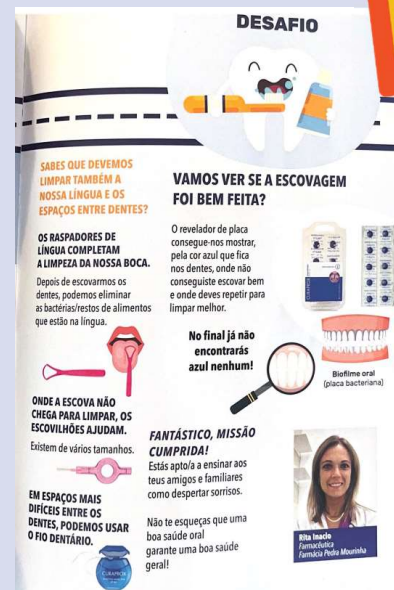 DESAFIO
SABES QUE DEVEMOS
LIMPAR TAMBÉM A
NOSSA LÍNGUA E OS
ESPAÇOS ENTRE DENTES?
OS RASPADORES DE
LÍNGUA COMPLETAM
A LIMPEZA DA NOSSA BOCA.
Depois de escovarmos os
dentes, podemos eliminar
as bactérias/restos de alimentos
que estão na língua.
ONDE A ESCOVA NÃO
CHEGA PARA LIMPAR, OS
ESCOVILHÕES AJUDAM.
Existem de vários tamanhos.
EM ESPAÇOS MAIS
DIFÍCEIS ENTRE OS
DENTES, PODEMOS USAR
O FIO DENTÁRIO.
CURAPROX
VAMOS VER SE A ESCOVAGEM
FOI BEM FEITA?
O revelador de placa
consegue-nos mostrar,
pela cor azul que fica
nos dentes, onde não
conseguiste escovar bem
e onde deves repetir para
limpar melhor.
No final já não
encontrarás
azul nenhum!
Biofilme oral
(placa bacteriana)
FANTÁSTICO, MISSÃO
CUMPRIDA!
Estás apto/a a ensinar aos
teus amigos e familiares
como despertar sorrisos.
Não te esqueças que uma
boa saúde oral
garante uma boa saúde
geral!
Rita Inacio
Farmacêutica
Farmácia Pedra Mourinha